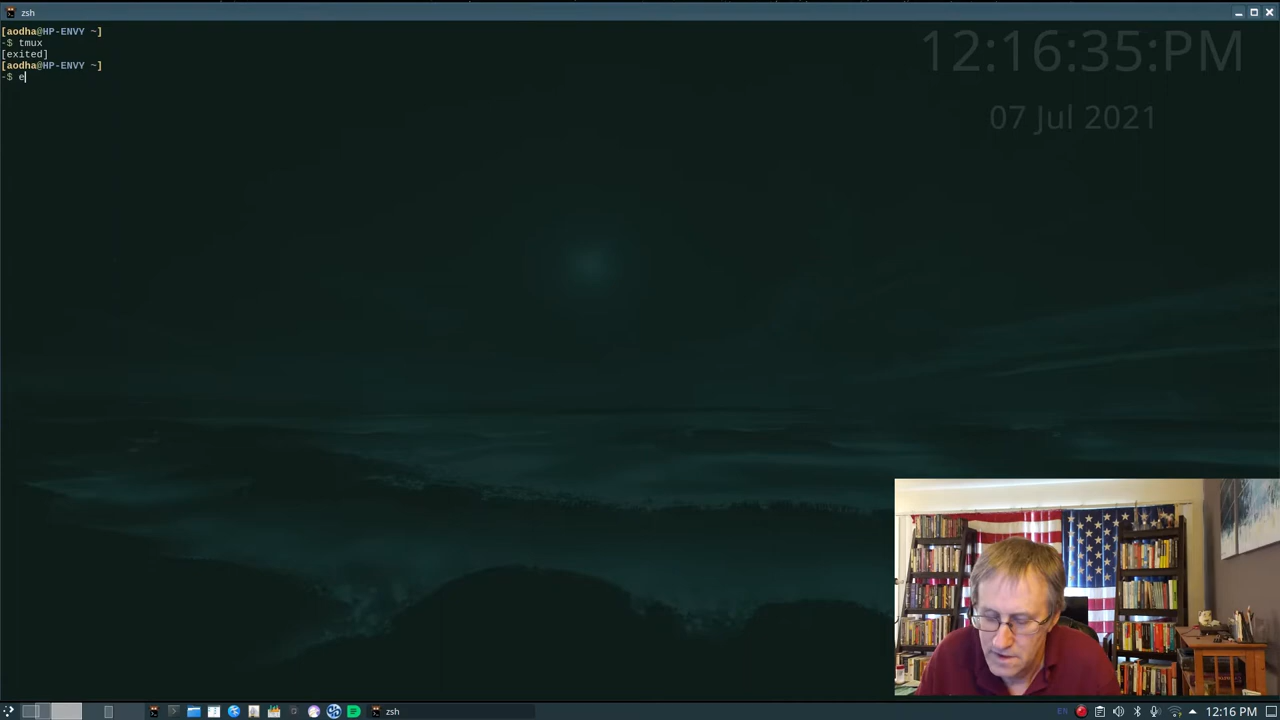 zsh
[aodha@HP-ENVY ~]
-$ tmux
[exited]
[aodha@HP-ENVY ~]
-$ e
12:16:35:PM
07 Jul 2021
zsh
EN
12:16 PM